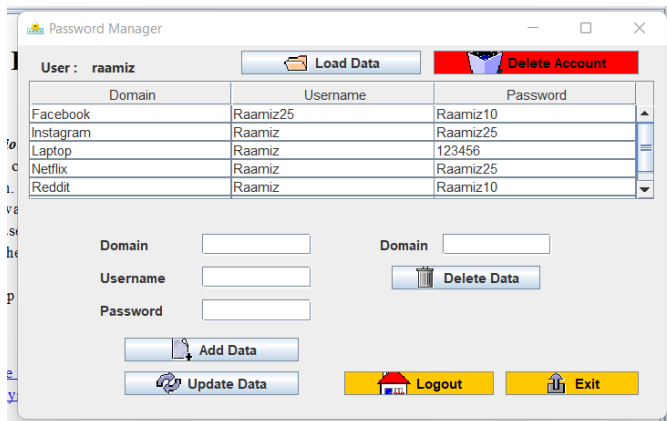 Password Manager
User : raamiz
Load Data
Delete Account
Domain Username Password
Facebook Raamiz25 Raamiz10
Instagram Raamiz Raamiz25
Laptop Raamiz 123456
Netflix Raamiz Raamiz25
Reddit Raamiz Raamiz10
Domain
Username
Password
Domain
Delete Data
Add Data
Update Data
Logout
Exit